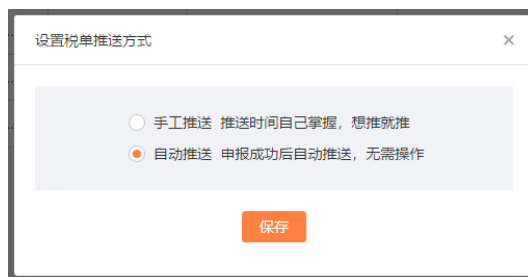 设置税单推送方式
手工推送 推送时间自己掌握，想推就推
自动推送 申报成功后自动推送，无需操作
保存